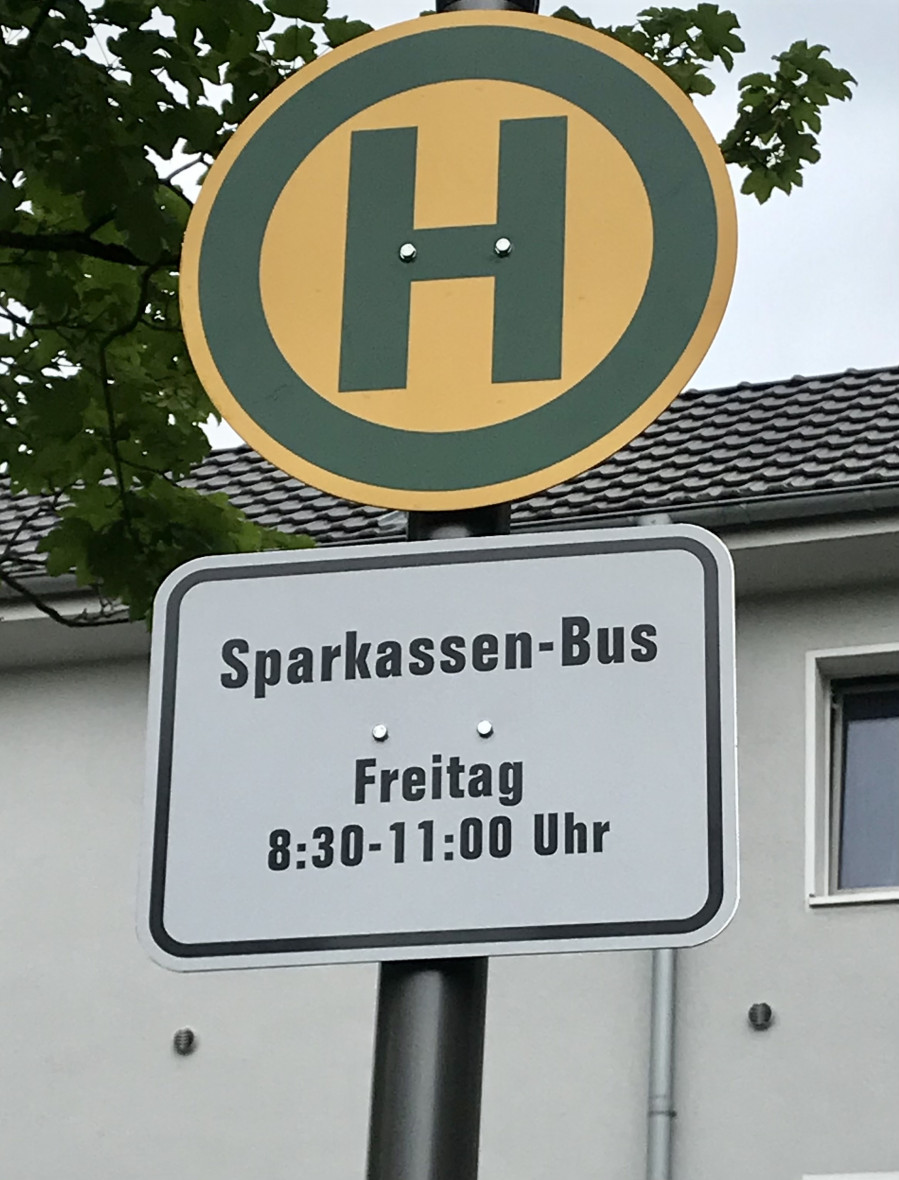 H
Sparkassen-Bus
Freitag
8:30-11:00 Uhr